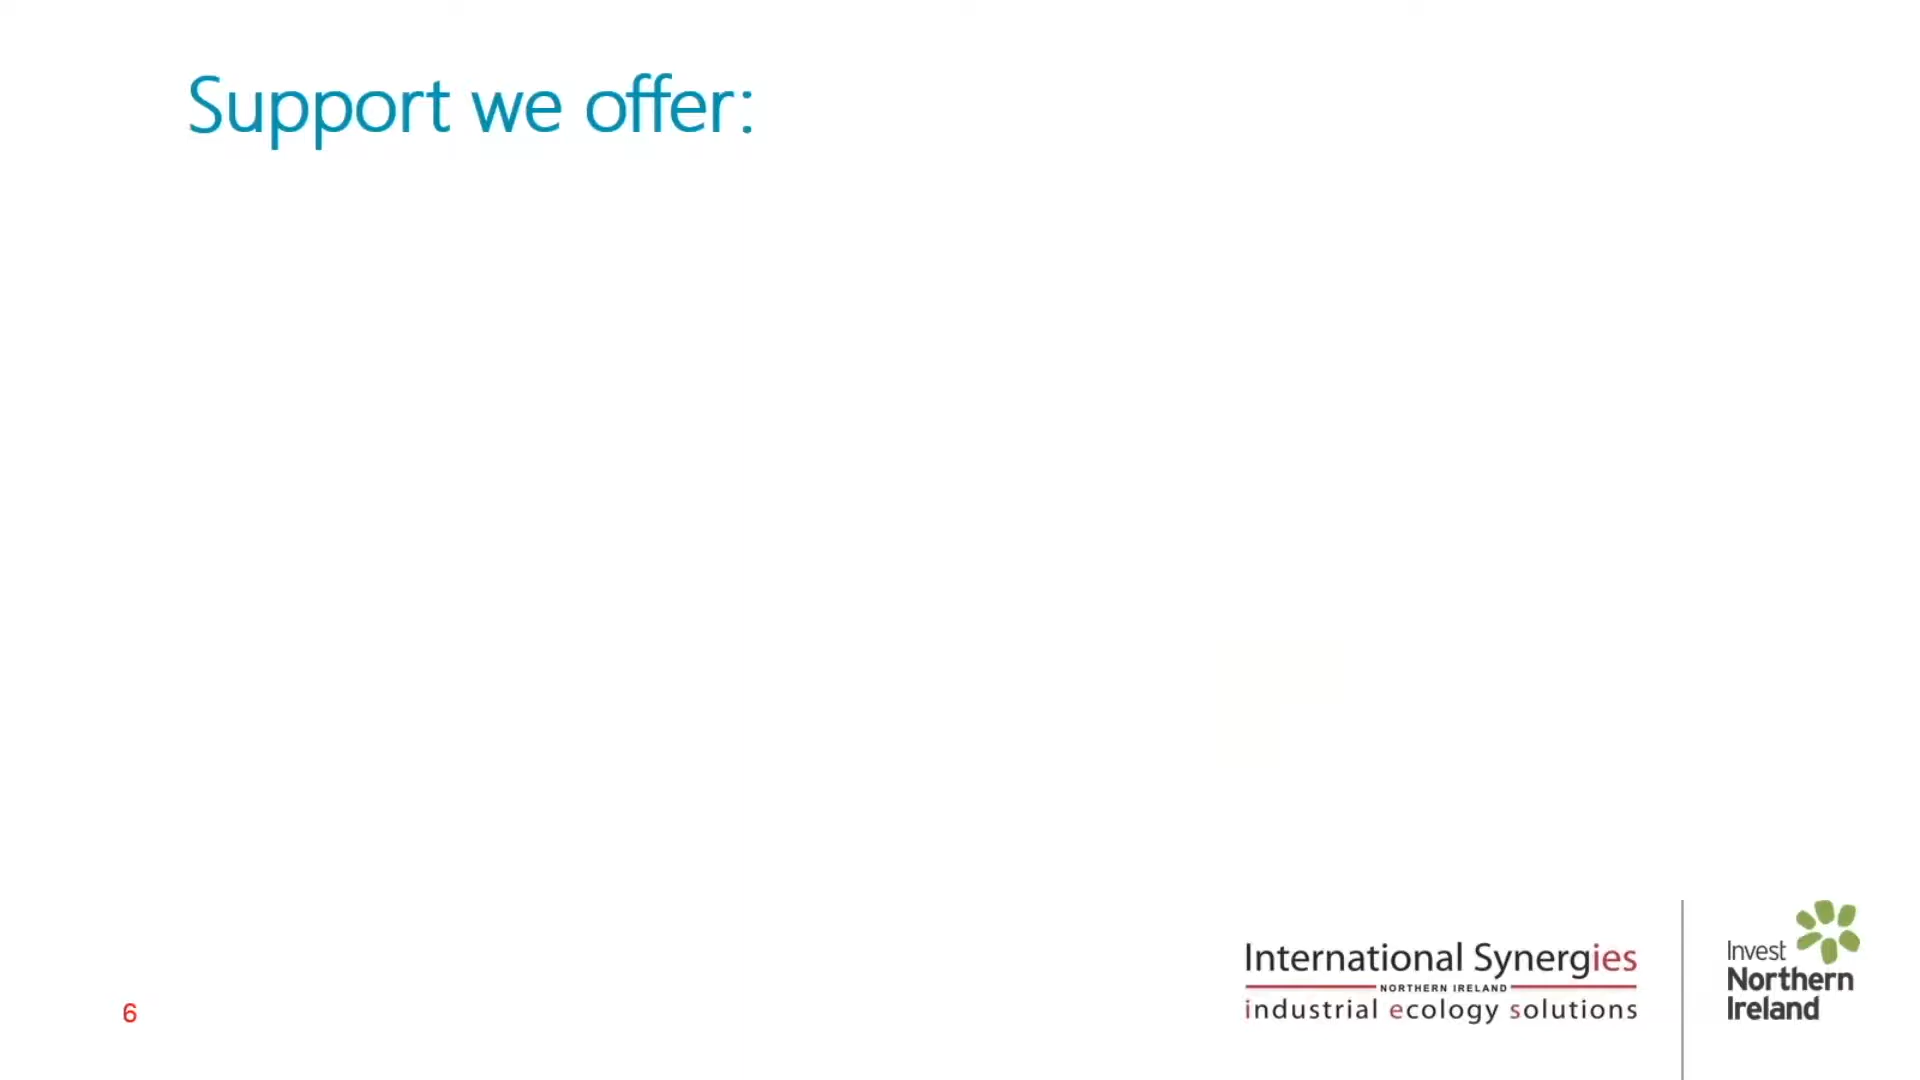 Support we offer:
International Synergies
NORTHERN IRELAND
industrial ecology solutions
Invest
Northern
Ireland
6